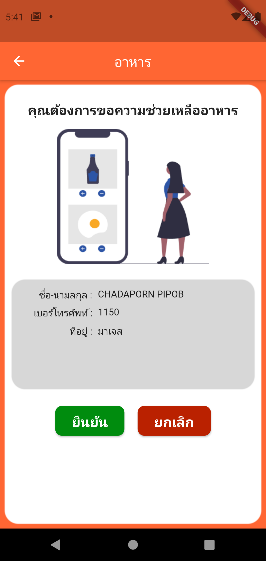 5:41
DEBUG
อาหาร
คุณต้องการขอความช่วยเหลืออาหาร
ชื่อ-นามสกุล : CHADAPORN PIPOB
เบอร์โทรศัพท์ : 1150
ที่อยู่ : มาเจส
ยืนยัน ยกเลิก